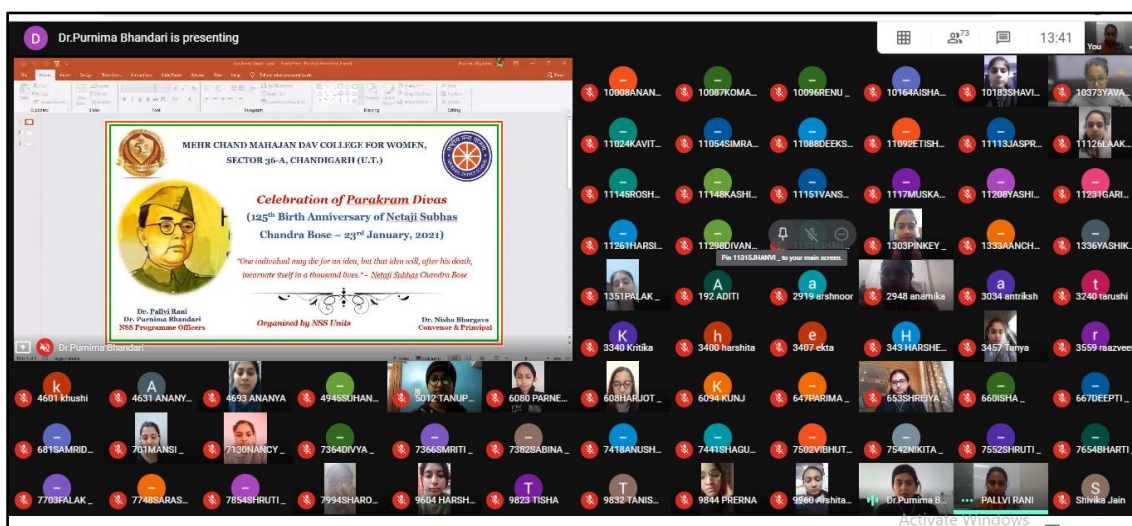 D Dr.Purnima Bhandari is presenting
73
13:41
You
MEHR CHAND MAHAJAN DAV COLLEGE FOR WOMEN,
SECTOR 36-A, CHANDIGARH (U.T.)
Celebration of Parakram Divas
(125th Birth Anniversary of Netaji Subhas
Chandra Bose – 23rd January, 2021)
"One individual may die for an idea, but that idea will, after his death,
incarnate itself in a thousand lives." - Netaji Subhas Chandra Bose
Dr. Pallvi Rani
Dr. Purnima Bhandari
NSS Programme Officers
Organized by NSS Units
Dr. Nisha Bhargava
Convenor & Principal
Dr.Purnima Bhandari
10008ANAN... 10087KOMA... 10096RENU _ 10164AISHA... 10183SHAVI... 10373YAVA...
11024KAVIT... 11054SIMRA... 11088DEEKS... 11092ETISH... 11113JASPR... 11126LAAK...
11145ROSH... 11148KASHI... 11151VANS... 1117MUSKA... 11208YASHI... 11231GARI...
11261HARSI... 11298DIVAN... 1303PINKEY _ 1333AANCH... 1336YASHIK...
Pin 11315JHANVI _ to your main screen.
A a a t
1351PALAK _ 192 ADITI 2919 arshnoor 2948 anamika 3034 antriksh 3240 tarushi
K h e H r
3340 Kritika 3400 harshita 3407 ekta 343 HARSHE... 3457 Tanya 3559 raazveer
k A K
4601 khushi 4631 ANANY... 4693 ANANYA 4945SUHAN... 5012 TANUP... 6080 PARNE... 608HARJOT _ 6094 KUNJ 647PARIMA _ 653SHREIYA _ 660ISHA _ 667DEEPTI _
681SAMRID... 701MANSI _ 7130NANCY _ 7364DIVYA _ 7366SMRITI _ 7382SABINA _ 7418ANUSH... 7441SHAGU... 7502VIBHUT... 7542NIKITA _ 7552SHRUTI _ 7654BHARTI _
T T S
7703FALAK _ 7748SARAS... 7854SHRUTI _ 7994SHARO... 9604 HARSH... 9823 TISHA 9832 TANIS... 9844 PRERNA 9960 Arshita... Dr.Purnima B... PALLVI RANI Shivika Jain
Activate Windows